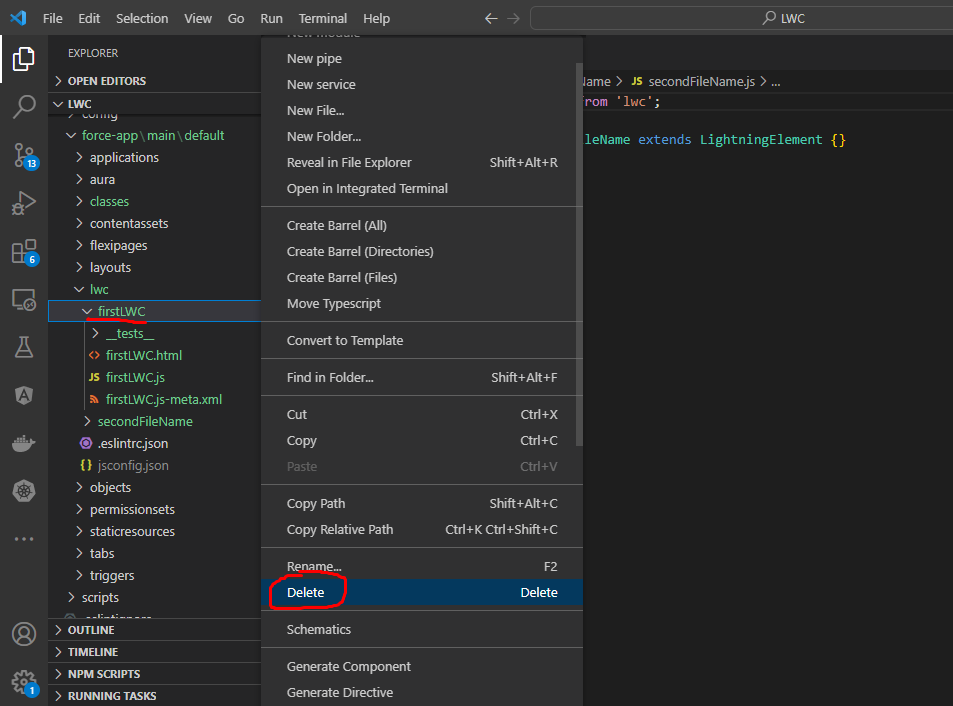 File Edit Selection View Go Run Terminal Help LWC
EXPLORER
OPEN EDITORS
LWC
config
force-app\main\default
applications
aura
classes
contentassets
flexipages
layouts
lwc
firstLWC
__tests__
firstLWC.html
JS firstLWC.js
firstLWC.js-meta.xml
secondFileName
.eslintrc.json
{} jsconfig.json
objects
permissionsets
staticresources
tabs
triggers
scripts
.eslintignore
OUTLINE
TIMELINE
NPM SCRIPTS
RUNNING TASKS
13
6
1
New module
New pipe
New service
New File...
New Folder...
Reveal in File Explorer Shift+Alt+R
Open in Integrated Terminal
Create Barrel (All)
Create Barrel (Directories)
Create Barrel (Files)
Move Typescript
Convert to Template
Find in Folder... Shift+Alt+F
Cut Ctrl+X
Copy Ctrl+C
Paste Ctrl+V
Copy Path Shift+Alt+C
Copy Relative Path Ctrl+K Ctrl+Shift+C
Rename... F2
Delete Delete
Schematics
Generate Component
Generate Directive
Name > JS secondFileName.js > ...
from 'lwc';
leName extends LightningElement {}